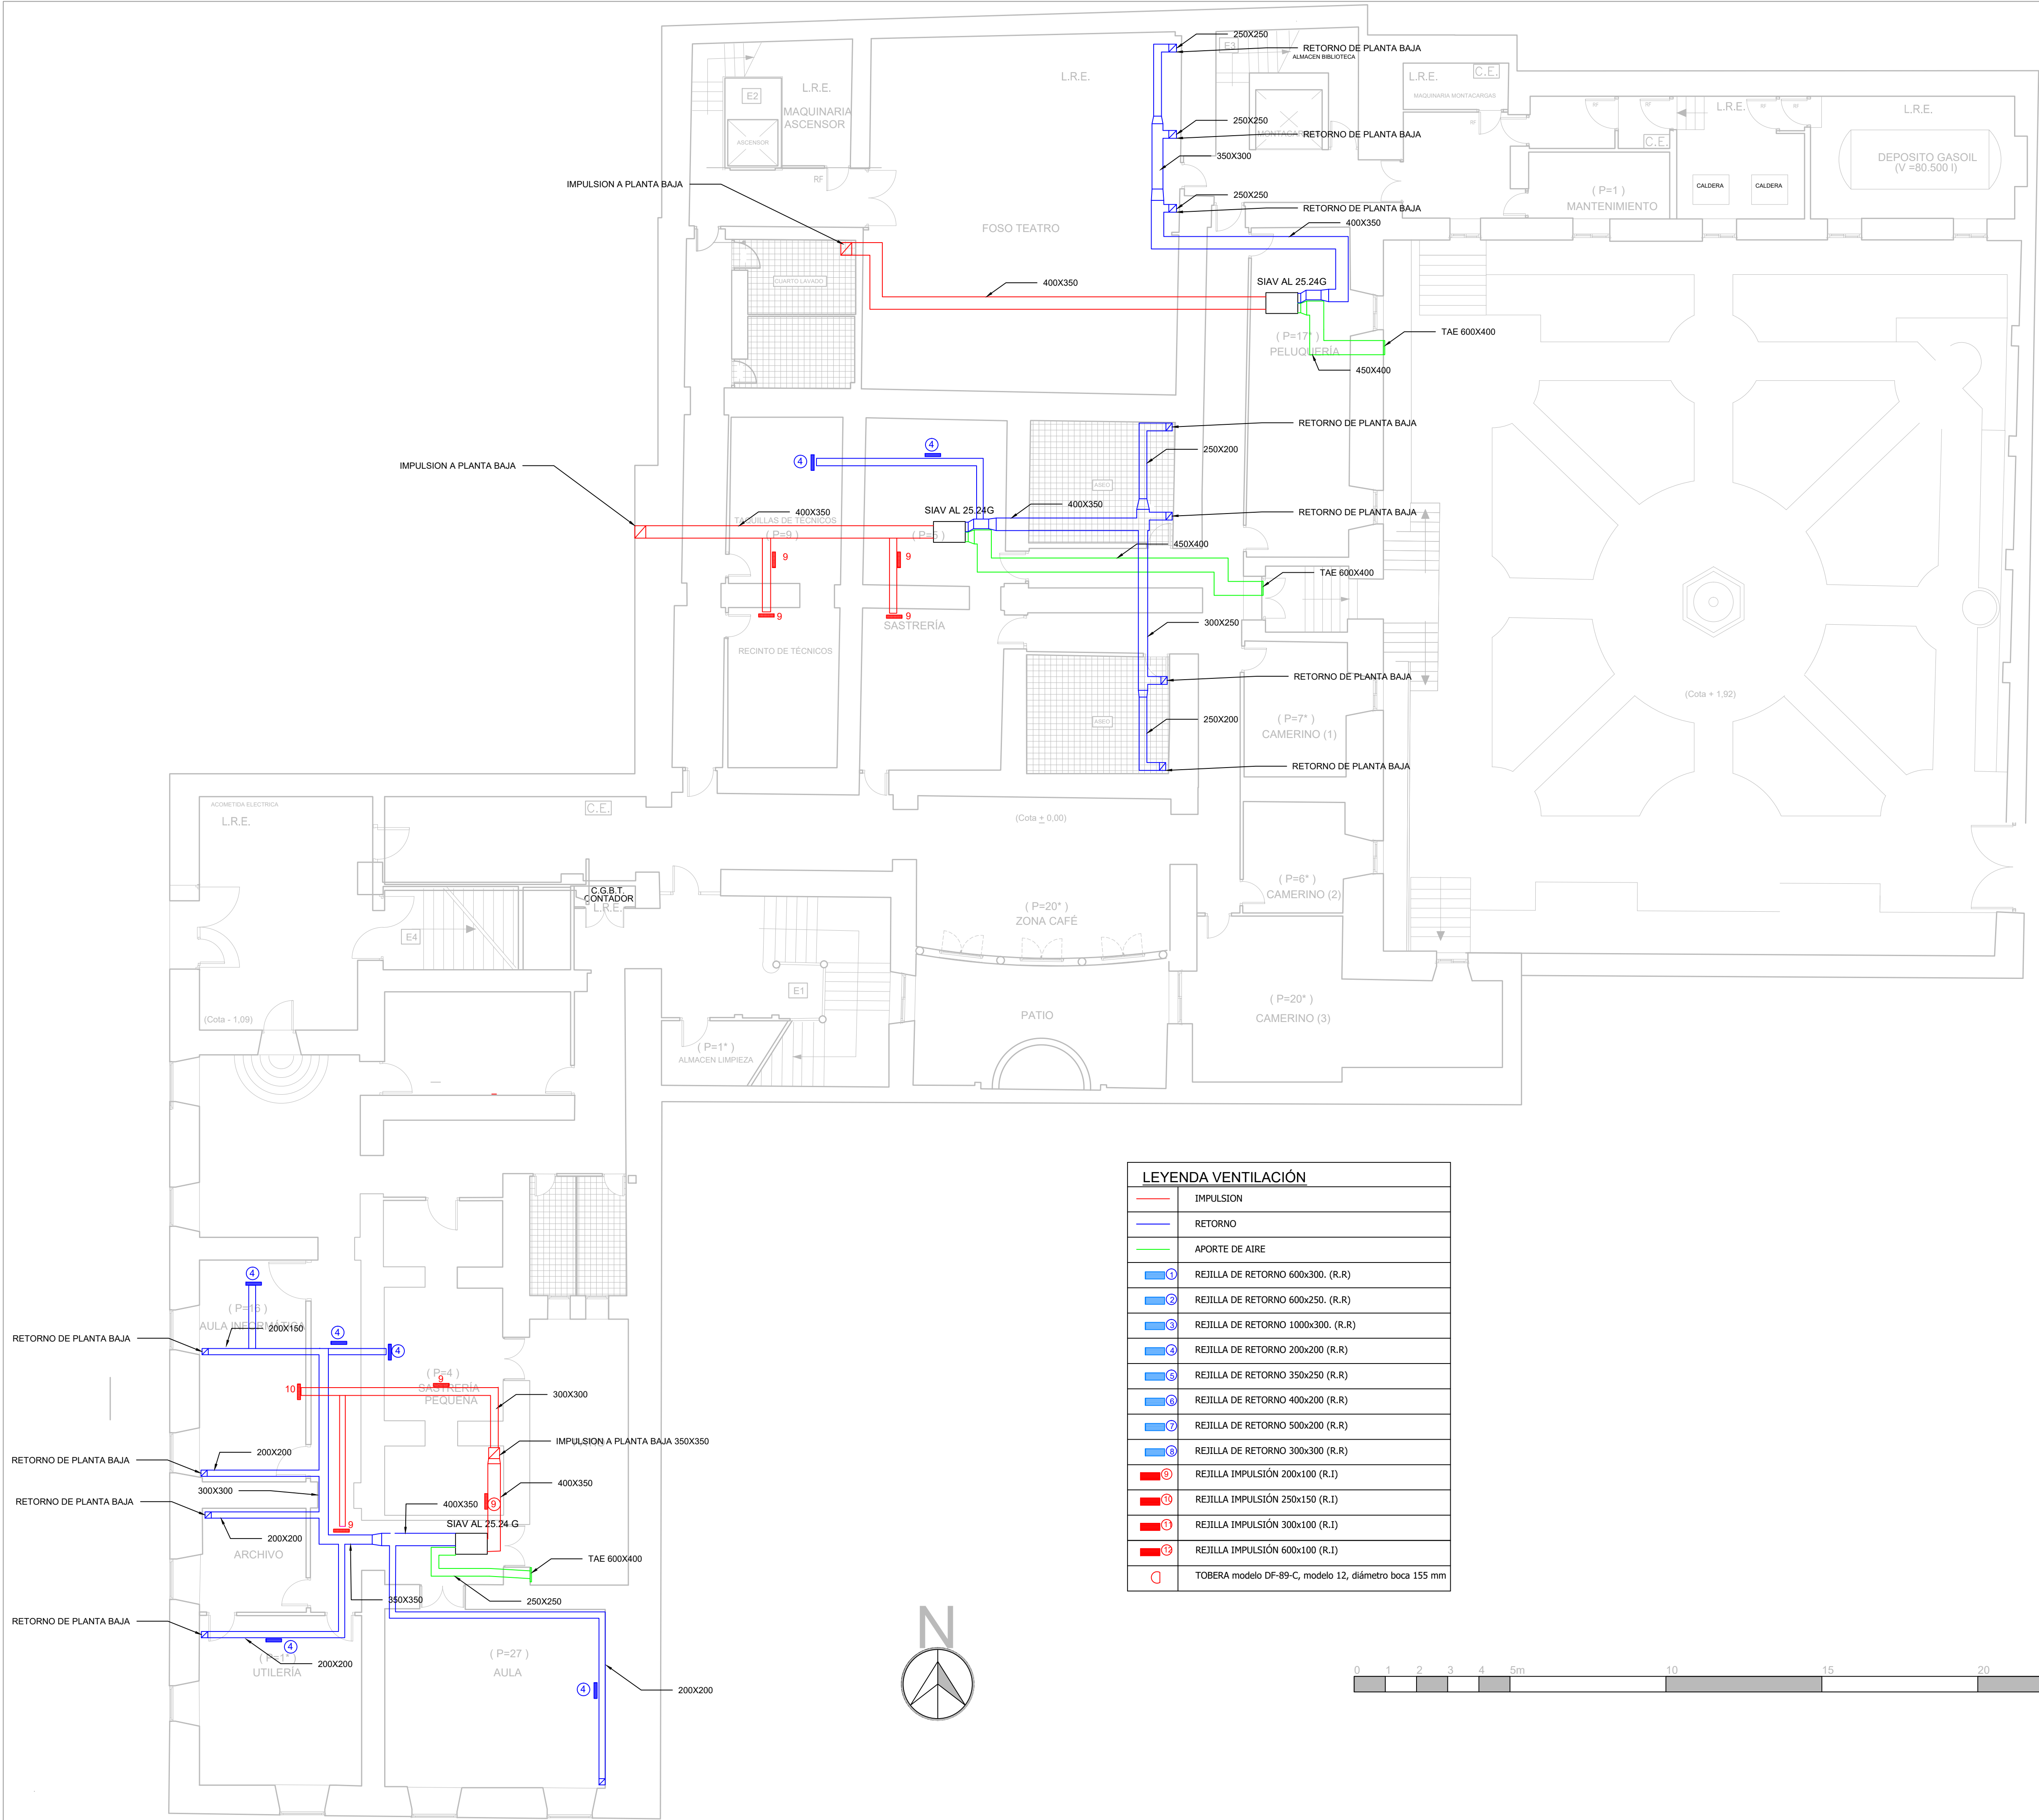 250X250
E3
RETORNO DE PLANTA BAJA
ALMACEN BIBLIOTECA
L.R.E.
L.R.E.
C.E.
L.R.E.
E2
MAQUINARIA
ASCENSOR
MAQUINARIA MONTACARGAS
RF
RF
L.R.E.
RF
RF
L.R.E.
250X250
RF
RETORNO DE PLANTA BAJA
ASCENSOR
C.E.
350X300
DEPOSITO GASOIL
(V =80.500 l)
RF
IMPULSION A PLANTA BAJA
CALDERA
CALDERA
250X250
( P=1 )
MANTENIMIENTO
RETORNO DE PLANTA BAJA
400X350
FOSO TEATRO
CUARTO LAVADO
400X350
SIAV AL 25.24G
TAE 600X400
( P=17* )
PELUQUERÍA
450X400
RETORNO DE PLANTA BAJA
4
4
250X200
IMPULSION A PLANTA BAJA
ASEO
400X350
400X350
SIAV AL 25.24G
RETORNO DE PLANTA BAJA
TAQUILLAS DE TÉCNICOS
( P=9 )
( P=5 )
450X400
9
9
TAE 600X400
9
9
SASTRERÍA
300X250
RECINTO DE TÉCNICOS
RETORNO DE PLANTA BAJA
(Cota + 1,92)
ASEO
250X200
( P=7* )
CAMERINO (1)
RETORNO DE PLANTA BAJA
ACOMETIDA ELECTRICA
L.R.E.
C.E.
(Cota ± 0,00)
C.G.B.T.
CONTADOR
L.R.E.
( P=6* )
CAMERINO (2)
( P=20* )
ZONA CAFÉ
E4
E1
( P=20* )
CAMERINO (3)
(Cota - 1,09)
PATIO
( P=1* )
ALMACEN LIMPIEZA
LEYENDA VENTILACIÓN
IMPULSION
RETORNO
APORTE DE AIRE
1 REJILLA DE RETORNO 600x300. (R.R)
2 REJILLA DE RETORNO 600x250. (R.R)
3 REJILLA DE RETORNO 1000x300. (R.R)
4 REJILLA DE RETORNO 200x200 (R.R)
5 REJILLA DE RETORNO 350x250 (R.R)
6 REJILLA DE RETORNO 400x200 (R.R)
7 REJILLA DE RETORNO 500x200 (R.R)
8 REJILLA DE RETORNO 300x300 (R.R)
9 REJILLA IMPULSIÓN 200x100 (R.I)
10 REJILLA IMPULSIÓN 250x150 (R.I)
11 REJILLA IMPULSIÓN 300x100 (R.I)
12 REJILLA IMPULSIÓN 600x100 (R.I)
TOBERA modelo DF-89-C, modelo 12, diámetro boca 155 mm
4
( P=16 )
AULA INFORMÁTICA
200X150
4
RETORNO DE PLANTA BAJA
4
( P=4 )
SASTRERÍA
PEQUEÑA
9
10
300X300
IMPULSION A PLANTA BAJA 350X350
200X200
RETORNO DE PLANTA BAJA
400X350
300X300
RETORNO DE PLANTA BAJA
400X350
9
9
SIAV AL 25.24 G
200X200
ARCHIVO
TAE 600X400
350X350
250X250
RETORNO DE PLANTA BAJA
4
( P=1* )
UTILERÍA
200X200
( P=27 )
AULA
4
200X200
N
0 1 2 3 4 5m 10 15 20